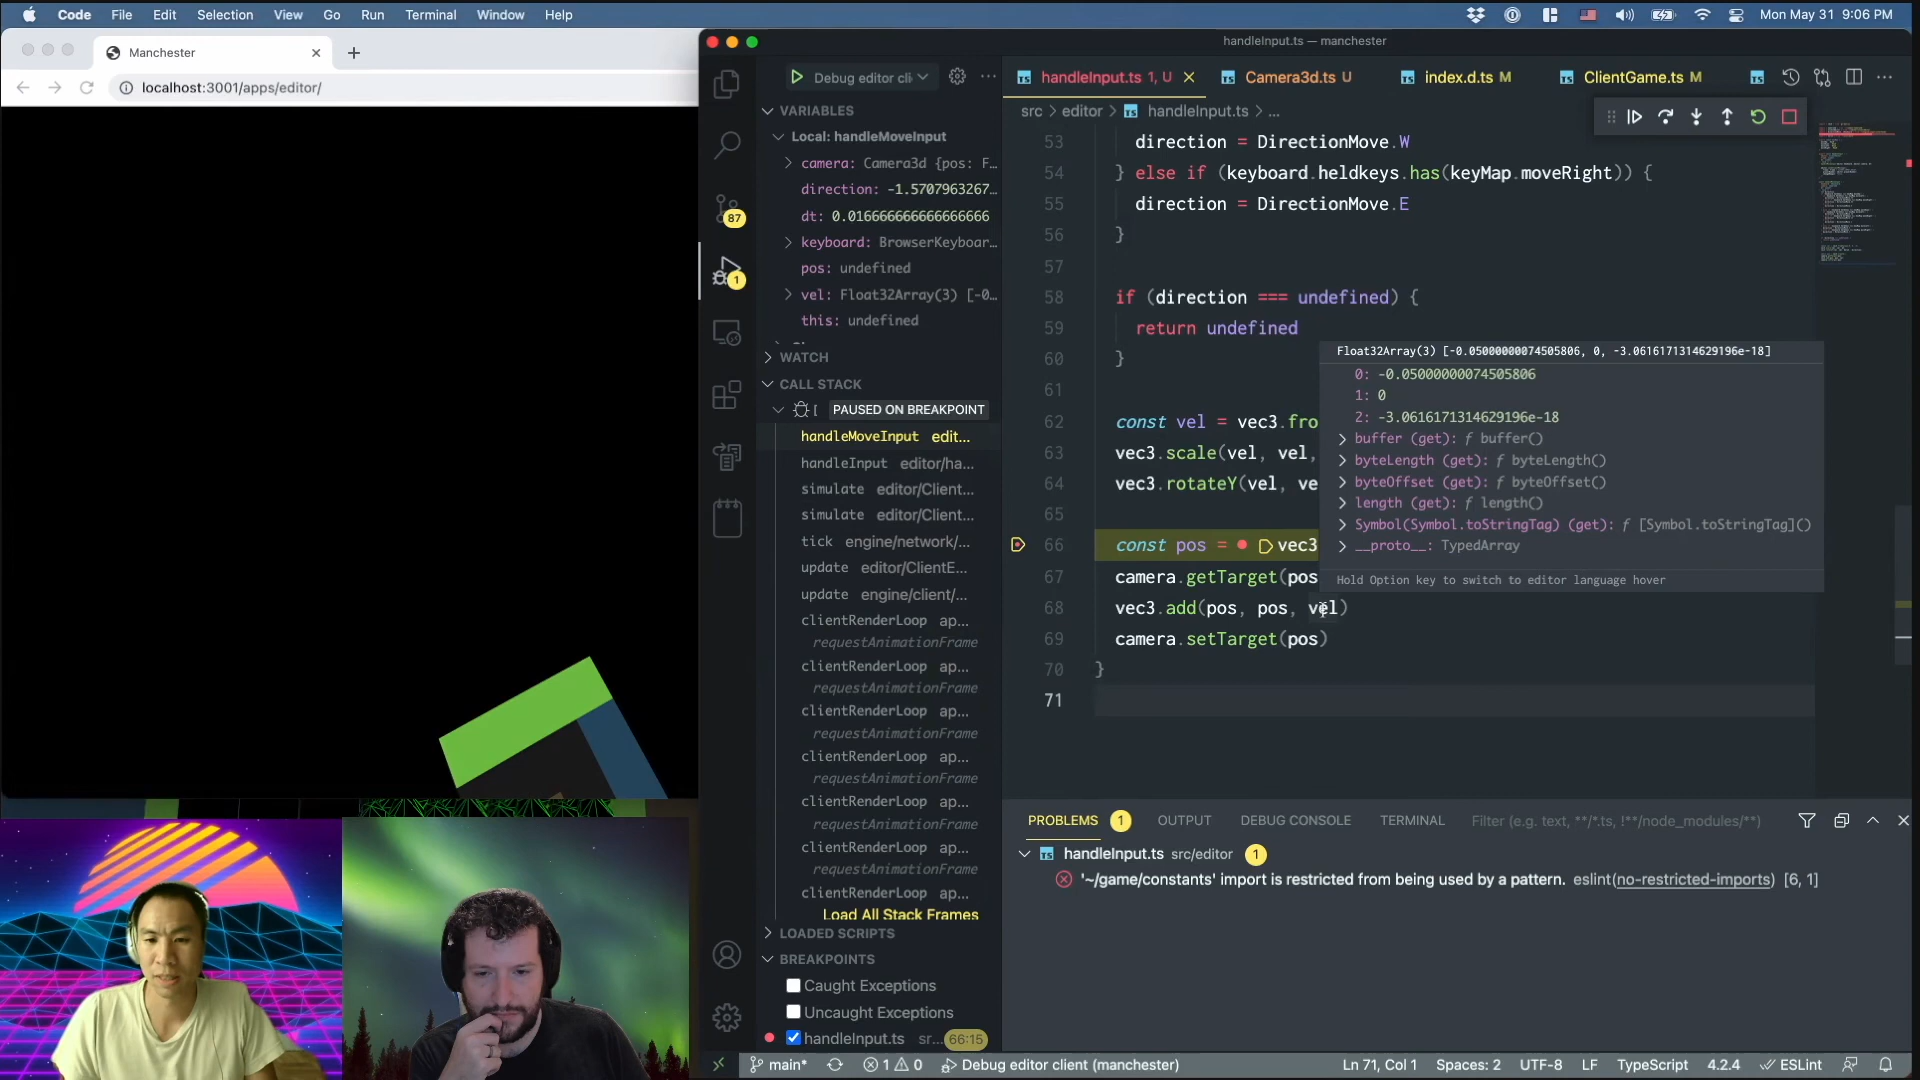 Code File Edit Selection View Go Run Terminal Window Help
Mon May 31 9:06 PM
Manchester
localhost:3001/apps/editor/
handleInput.ts — manchester
Debug editor cli
handleInput.ts 1, U
Camera3d.ts U
index.d.ts M
ClientGame.ts M
src > editor > TS handleInput.ts > ...
VARIABLES
Local: handleMoveInput
camera: Camera3d {pos: F…
direction: -1.5707963267…
dt: 0.016666666666666666
keyboard: BrowserKeyboar…
pos: undefined
vel: Float32Array(3) [-0…
this: undefined
WATCH
CALL STACK
PAUSED ON BREAKPOINT
handleMoveInput edit...
handleInput editor/ha...
simulate editor/Client...
simulate editor/Client...
tick engine/network/...
update editor/ClientE...
update engine/client/...
clientRenderLoop ap...
requestAnimationFrame
clientRenderLoop ap...
requestAnimationFrame
clientRenderLoop ap...
requestAnimationFrame
clientRenderLoop ap...
requestAnimationFrame
clientRenderLoop ap...
requestAnimationFrame
clientRenderLoop ap...
requestAnimationFrame
clientRenderLoop ap...
Load All Stack Frames
LOADED SCRIPTS
BREAKPOINTS
Caught Exceptions
Uncaught Exceptions
handleInput.ts sr... 66:15
87
1
53 direction = DirectionMove.W
54 } else if (keyboard.heldkeys.has(keyMap.moveRight)) {
55 direction = DirectionMove.E
56 }
57
58 if (direction === undefined) {
59 return undefined
60 }
61
62 const vel = vec3.fro
63 vec3.scale(vel, vel,
64 vec3.rotateY(vel, ve
65
66 const pos = vec3
67 camera.getTarget(pos
68 vec3.add(pos, pos, vel)
69 camera.setTarget(pos)
70 }
71
Float32Array(3) [-0.05000000074505806, 0, -3.0616171314629196e-18]
0: -0.05000000074505806
1: 0
2: -3.0616171314629196e-18
buffer (get): ƒ buffer()
byteLength (get): ƒ byteLength()
byteOffset (get): ƒ byteOffset()
length (get): ƒ length()
Symbol(Symbol.toStringTag) (get): ƒ [Symbol.toStringTag]()
__proto__: TypedArray
Hold Option key to switch to editor language hover
PROBLEMS 1 OUTPUT DEBUG CONSOLE TERMINAL Filter (e.g. text, **/*.ts, !**/node_modules/**)
TS handleInput.ts src/editor 1
'~/game/constants' import is restricted from being used by a pattern. eslint(no-restricted-imports) [6, 1]
main* 1 0 Debug editor client (manchester) Ln 71, Col 1 Spaces: 2 UTF-8 LF TypeScript 4.2.4 ESLint